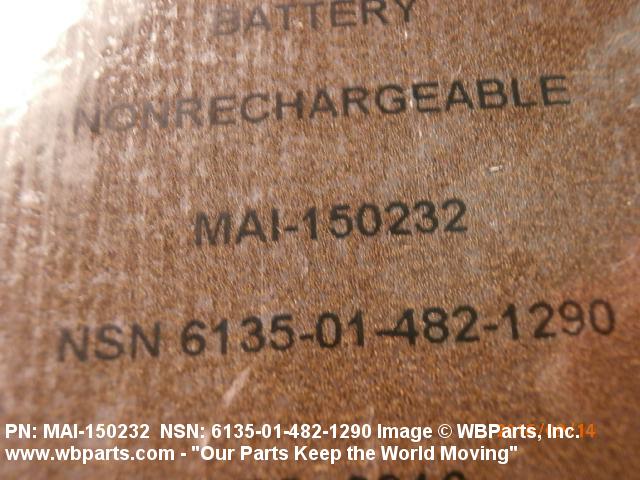 BATTERY
NONRECHARGEABLE
MAI-150232
NSN 6135-01-482-1290
PN: MAI-150232 NSN: 6135-01-482-1290 Image © WBParts, Inc.
www.wbparts.com - "Our Parts Keep the World Moving"